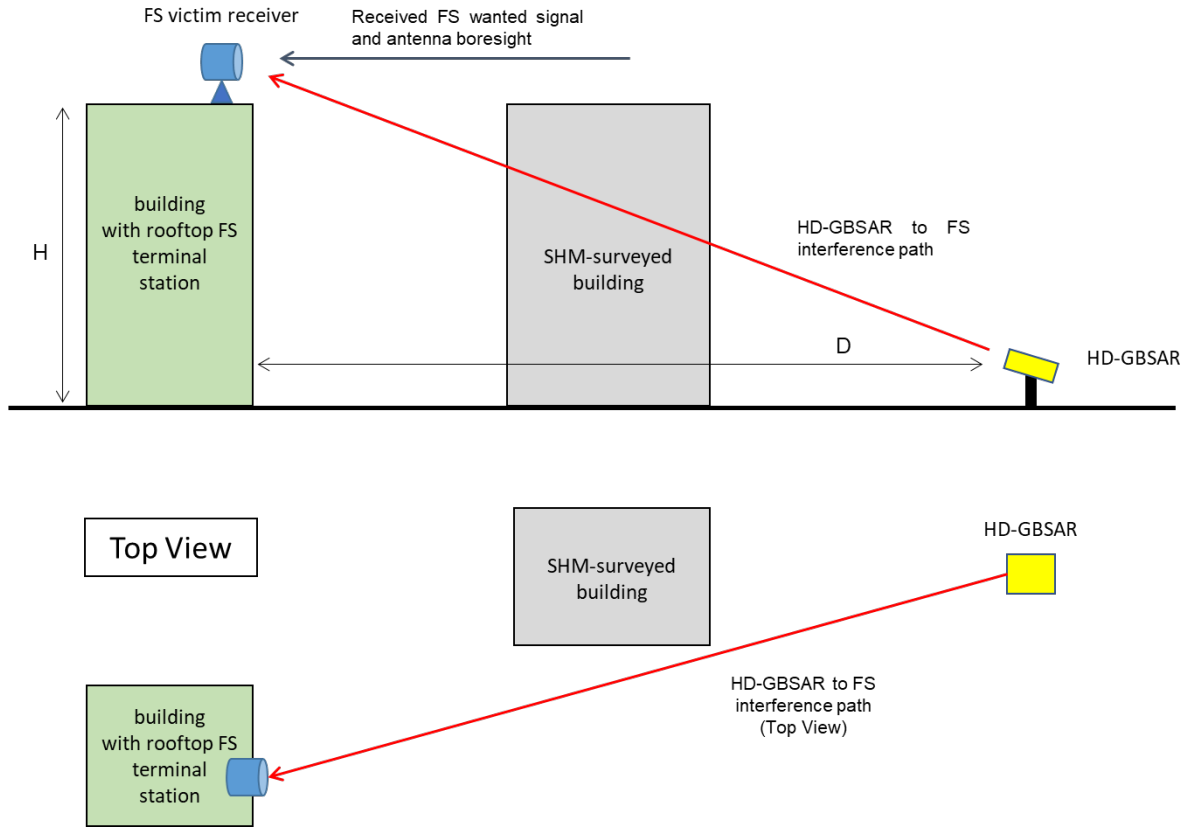 FS victim receiver
Received FS wanted signal
and antenna boresight
building
with rooftop FS
terminal
station
H
SHM-surveyed
building
HD-GBSAR to FS
interference path
D
HD-GBSAR
Top View
SHM-surveyed
building
HD-GBSAR
building
with rooftop FS
terminal
station
HD-GBSAR to FS
interference path
(Top View)